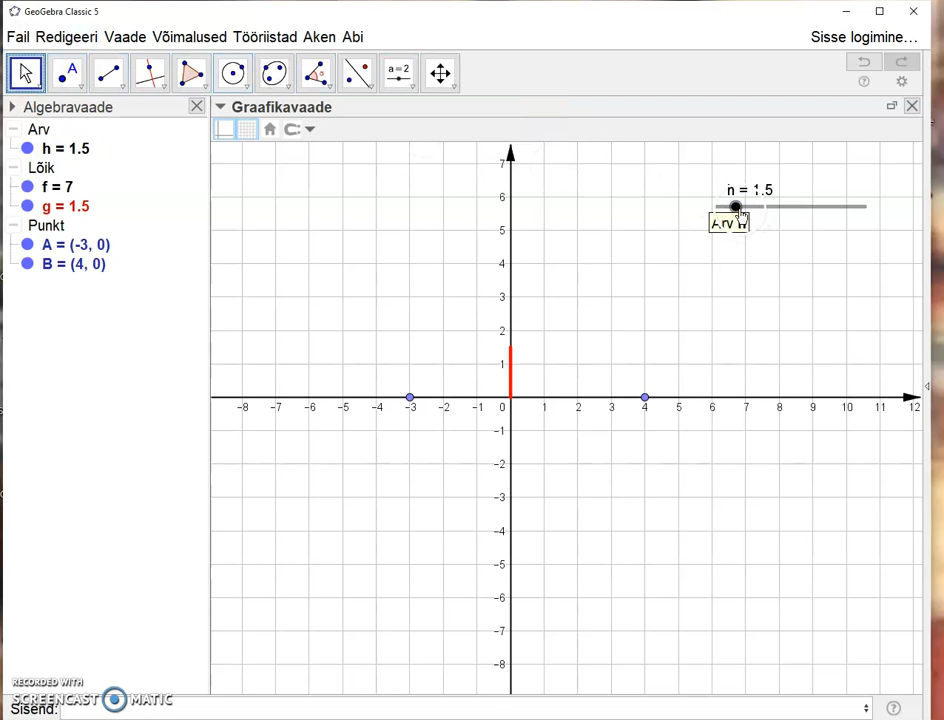 GeoGebra Classic 5
Fail Redigeeri Vaade Võimalused Tööriistad Aken Abi
Sisse logimine…
A
a=2
Algebravaade
Graafikavaade
Arv
h = 1.5
Lõik
f = 7
g = 1.5
Punkt
A = (-3, 0)
B = (4, 0)
h = 1.5
Arv h
7
6
5
4
3
2
1
−8 −7 −6 −5 −4 −3 −2 −1 0 1 2 3 4 5 6 7 8 9 10 11 12
−1
−2
−3
−4
−5
−6
−7
−8
RECORDED WITH
SCREENCAST MATIC
Sisend: